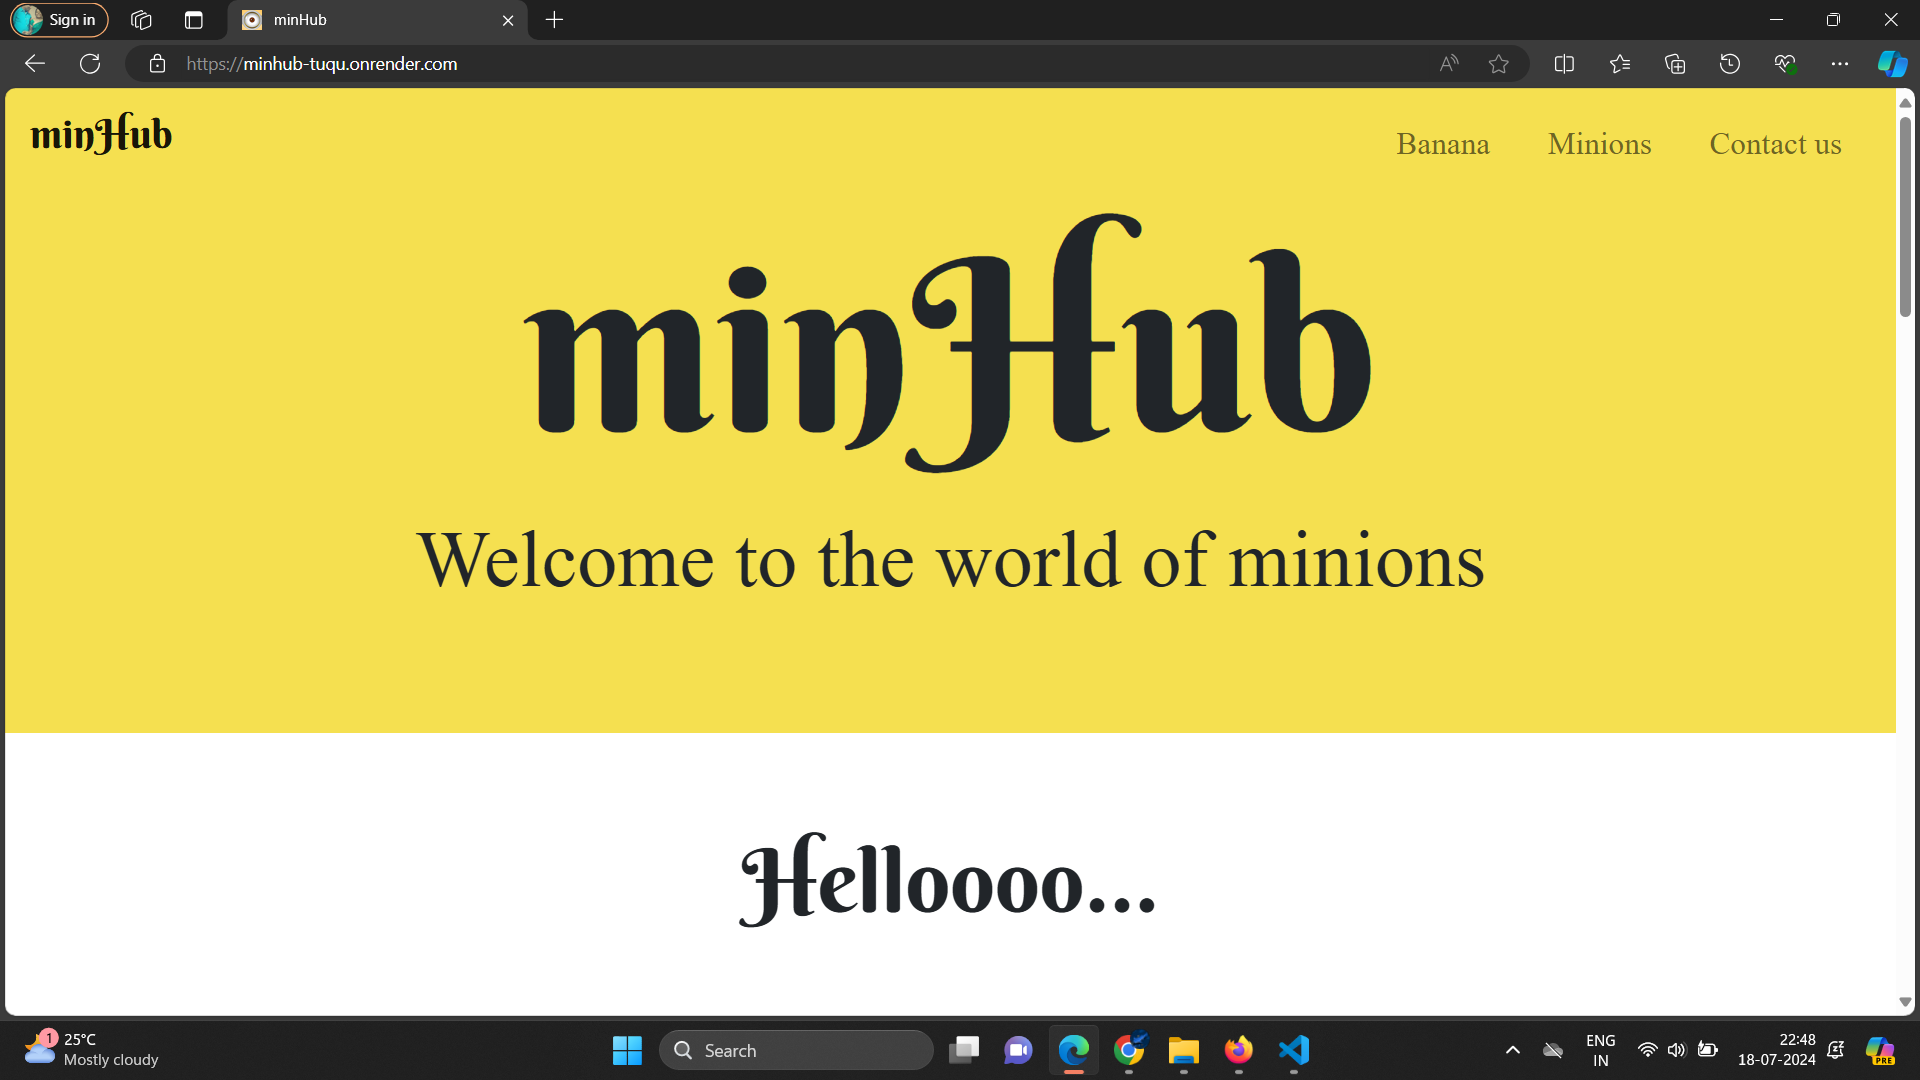 Sign in
minHub
https://minhub-tuqu.onrender.com
minHub
Banana
Minions
Contact us
minHub
Welcome to the world of minions
Helloooo...
1
25°C
Mostly cloudy
Search
ENG
IN
22:48
18-07-2024
PRE